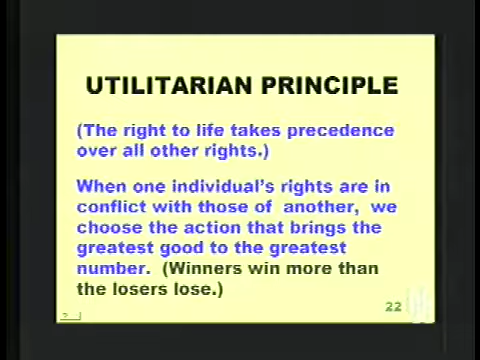 UTILITARIAN PRINCIPLE
(The right to life takes precedence
over all other rights.)
When one individual's rights are in
conflict with those of another, we
choose the action that brings the
greatest good to the greatest
number. (Winners win more than
the losers lose.)
22